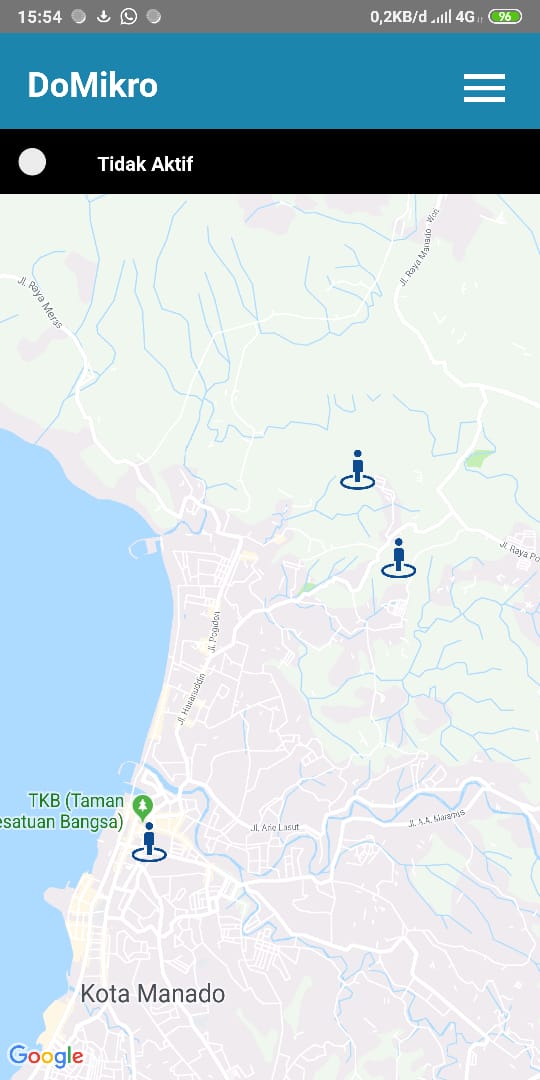 15:54 0,2KB/d 4G 96
DoMikro
Tidak Aktif
Jl. Raya Manado - Wori
Jl. Raya Meras
Jl. Raya Po
Jl. Pogidon
Jl. Hasanuddin
TKB (Taman
esatuan Bangsa)
Jl. Arie Lasut
Jl. A.A. Maramis
Kota Manado
Google